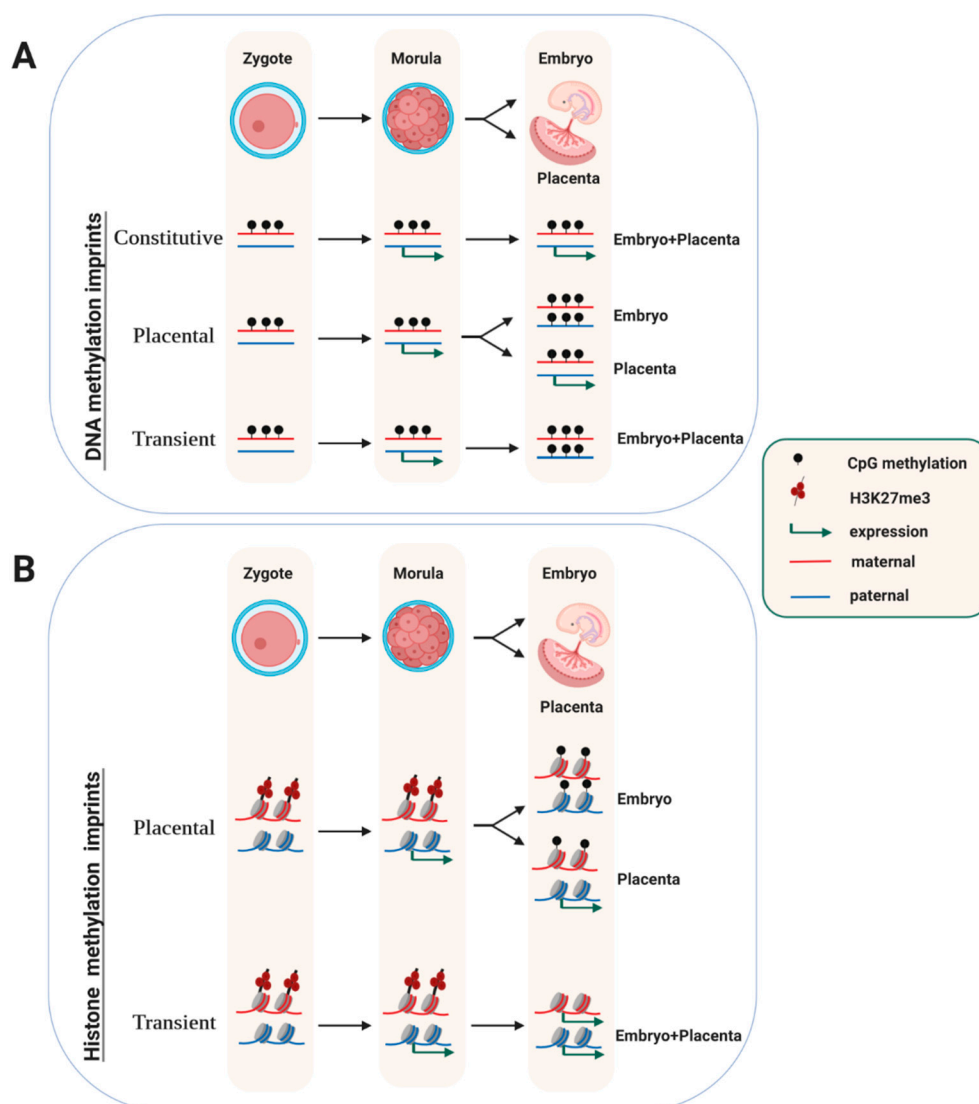 A
Zygote
Morula
Embryo
Placenta
DNA methylation imprints
Constitutive
Embryo+Placenta
Placental
Embryo
Placenta
Transient
Embryo+Placenta
CpG methylation
H3K27me3
expression
maternal
paternal
B
Zygote
Morula
Embryo
Placenta
Histone methylation imprints
Placental
Embryo
Placenta
Transient
Embryo+Placenta